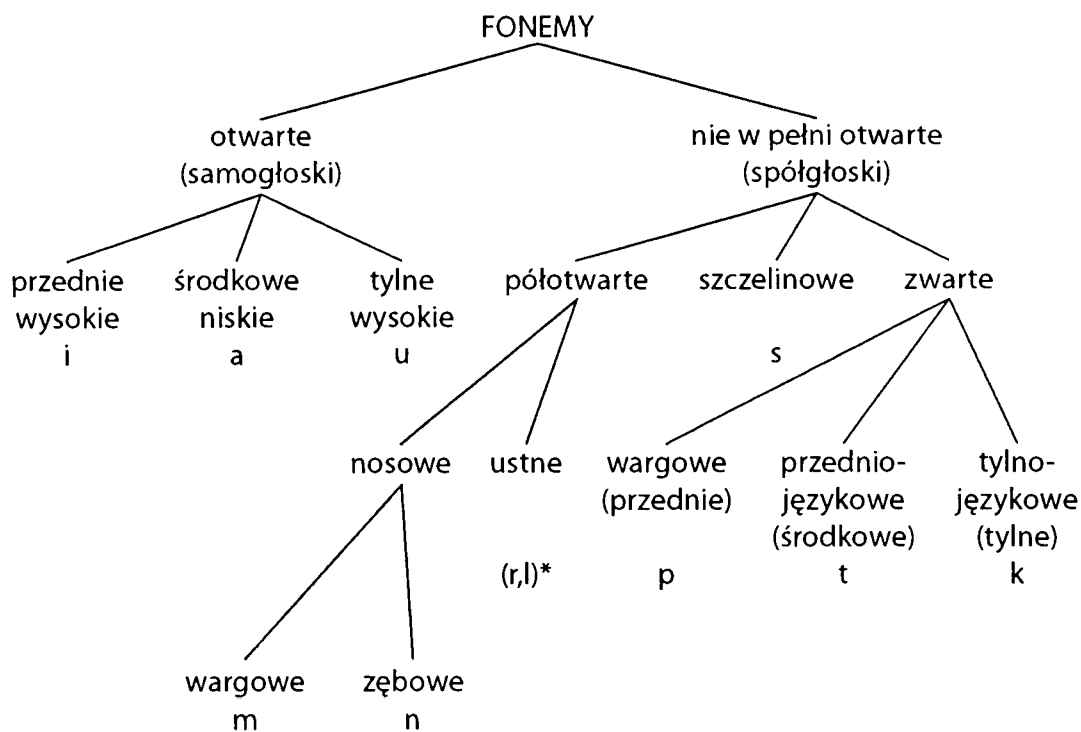 FONEMY
otwarte
(samogłoski)
nie w pełni otwarte
(spółgłoski)
przednie
wysokie
i
środkowe
niskie
a
tylne
wysokie
u
półotwarte
szczelinowe
s
zwarte
nosowe
ustne
(r,l)*
wargowe
(przednie)
p
przednio-
językowe
(środkowe)
t
tylno-
językowe
(tylne)
k
wargowe
m
zębowe
n